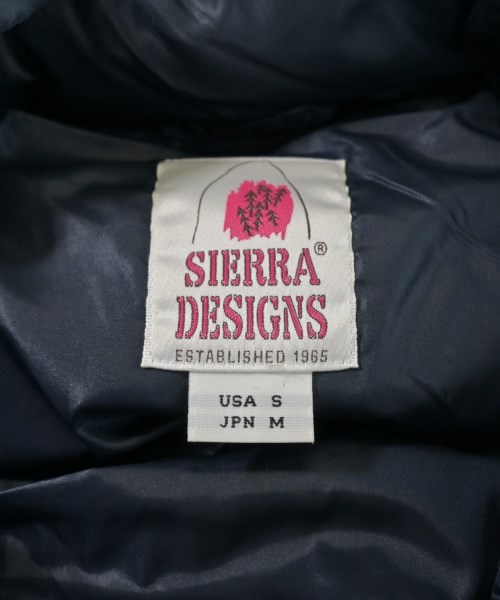 SIERRA®
DESIGNS
ESTABLISHED 1965
USA S
JPN M